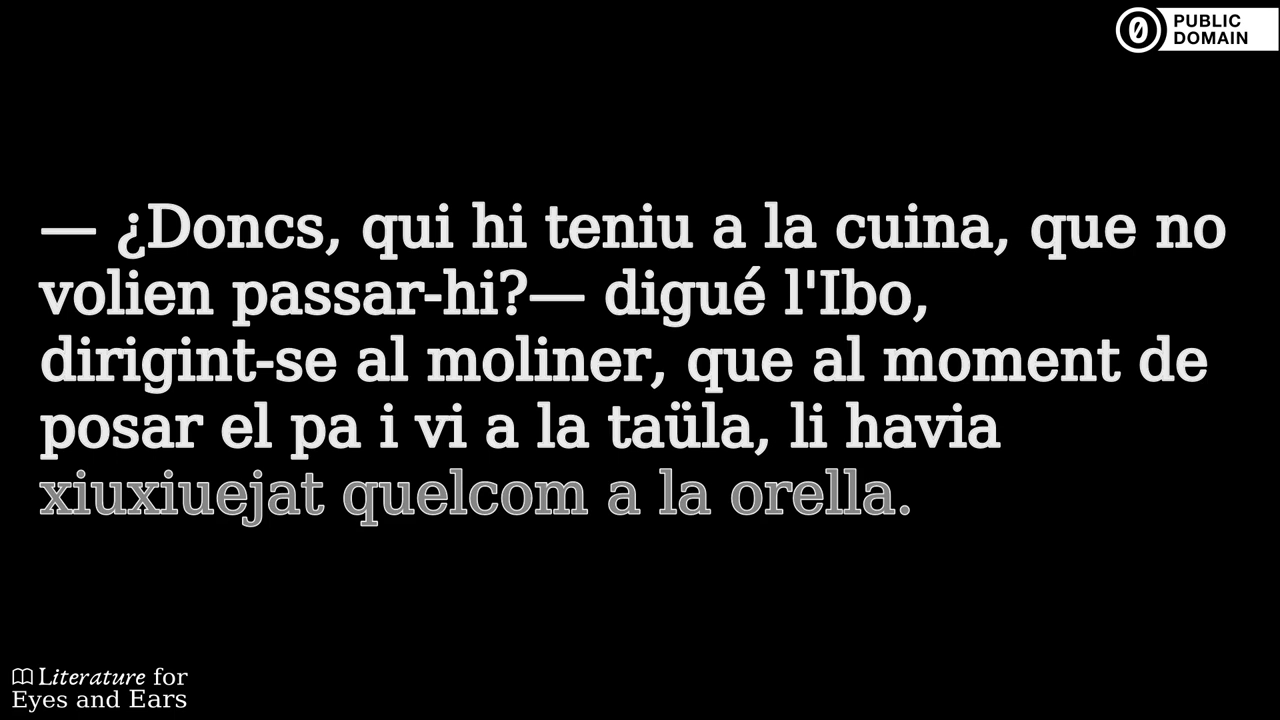 PUBLIC
DOMAIN
— ¿Doncs, qui hi teniu a la cuina, que no
volien passar-hi?— digué l'Ibo,
dirigint-se al moliner, que al moment de
posar el pa i vi a la taüla, li havia
xiuxiuejat quelcom a la orella.
Literature for
Eyes and Ears